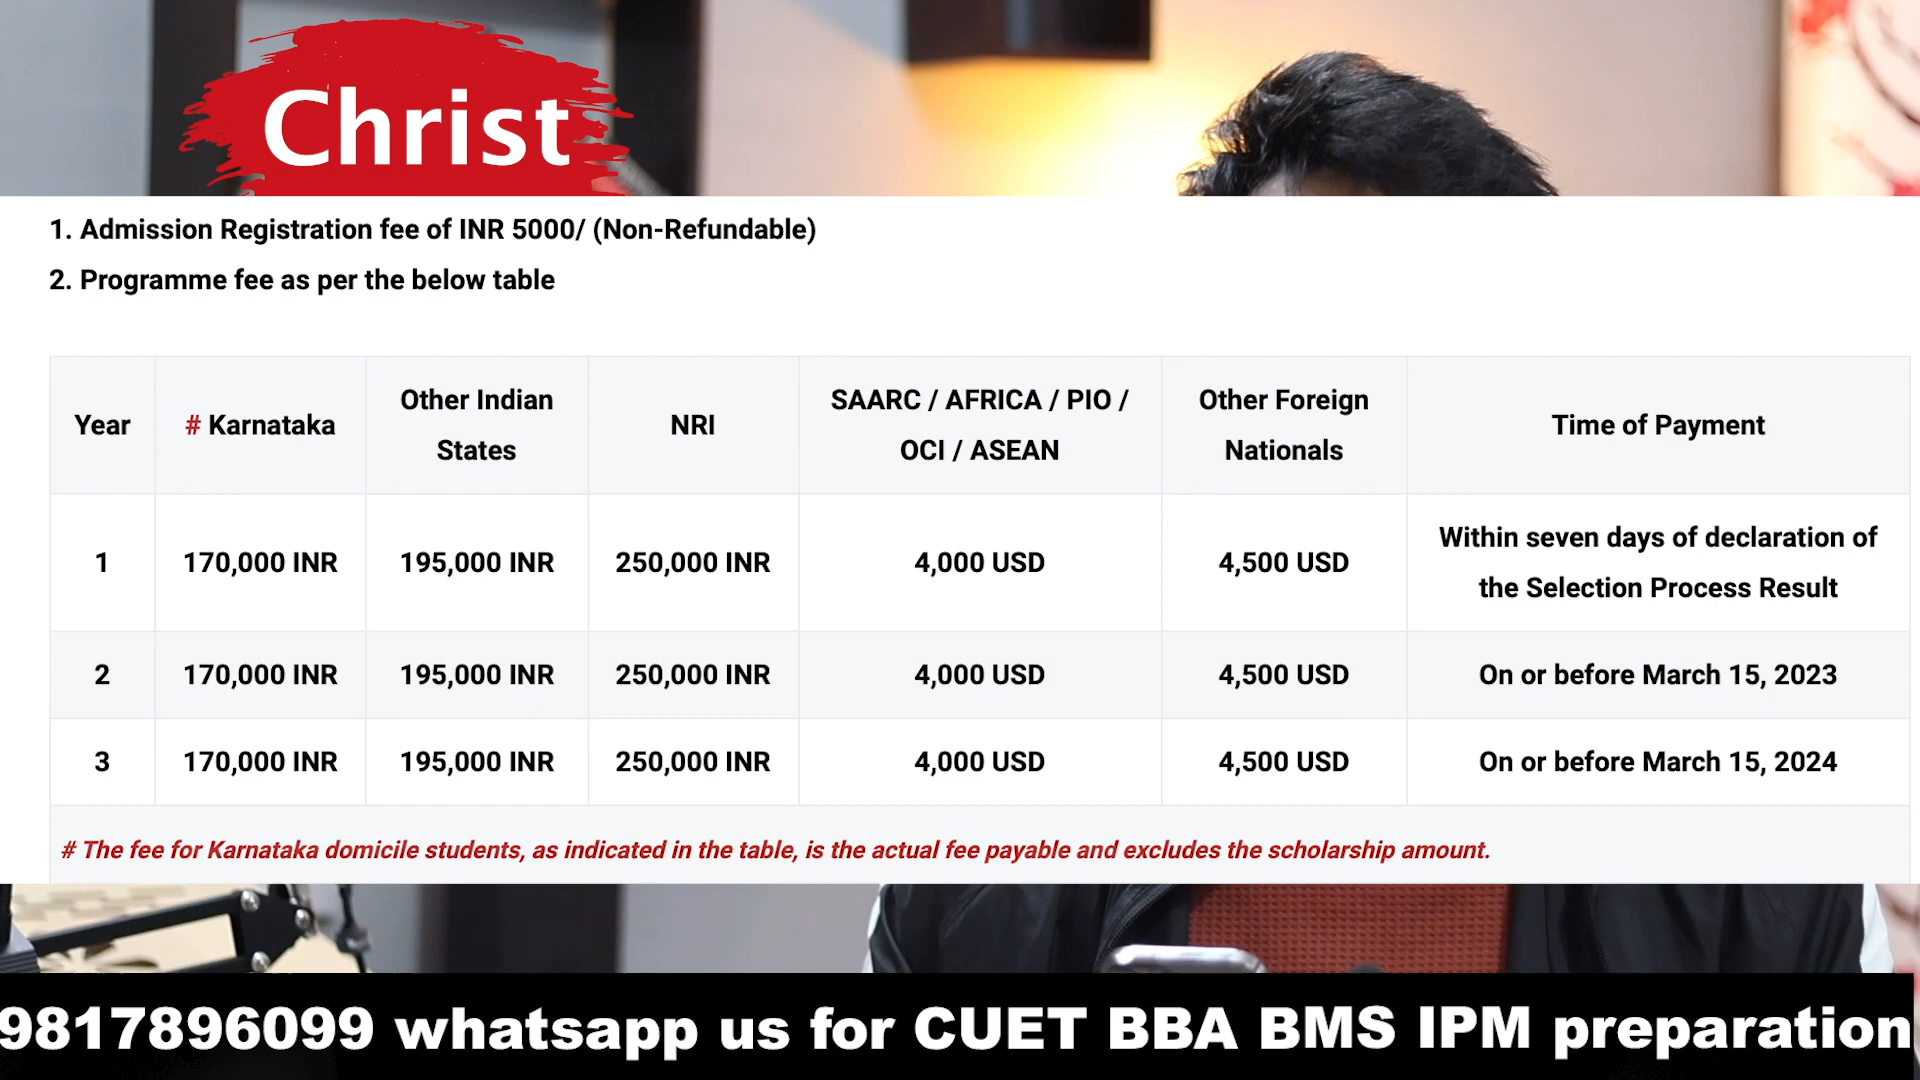 Christ
1. Admission Registration fee of INR 5000/ (Non-Refundable)
2. Programme fee as per the below table
Year # Karnataka Other Indian States NRI SAARC / AFRICA / PIO / OCI / ASEAN Other Foreign Nationals Time of Payment
1 170,000 INR 195,000 INR 250,000 INR 4,000 USD 4,500 USD Within seven days of declaration of the Selection Process Result
2 170,000 INR 195,000 INR 250,000 INR 4,000 USD 4,500 USD On or before March 15, 2023
3 170,000 INR 195,000 INR 250,000 INR 4,000 USD 4,500 USD On or before March 15, 2024
# The fee for Karnataka domicile students, as indicated in the table, is the actual fee payable and excludes the scholarship amount.
9817896099 whatsapp us for CUET BBA BMS IPM preparation